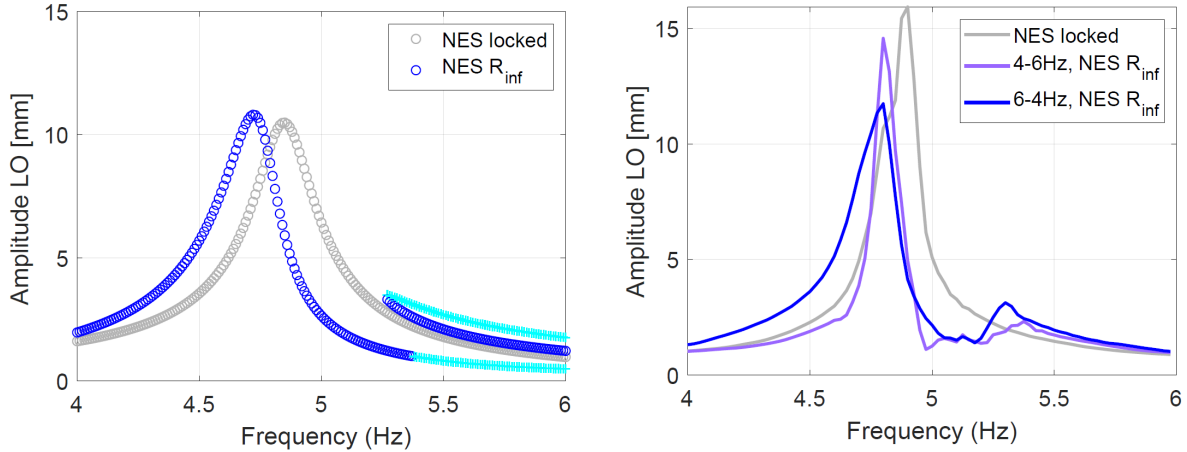 15
10
5
0
Amplitude LO [mm]
4
4.5
5
5.5
6
Frequency (Hz)
NES locked
NES R_inf
15
10
5
0
Amplitude LO [mm]
4
4.5
5
5.5
6
Frequency (Hz)
NES locked
4-6Hz, NES R_inf
6-4Hz, NES R_inf